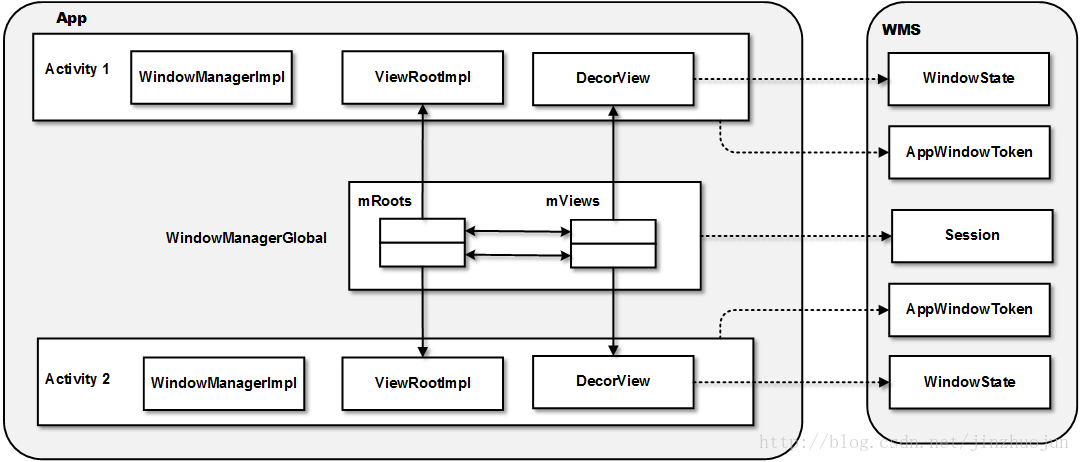 App
WMS
Activity 1
WindowManagerImpl
ViewRootImpl
DecorView
WindowState
AppWindowToken
mRoots
mViews
WindowManagerGlobal
Session
AppWindowToken
Activity 2
WindowManagerImpl
ViewRootImpl
DecorView
WindowState
http://blog.csdn.net/jinzhuojun